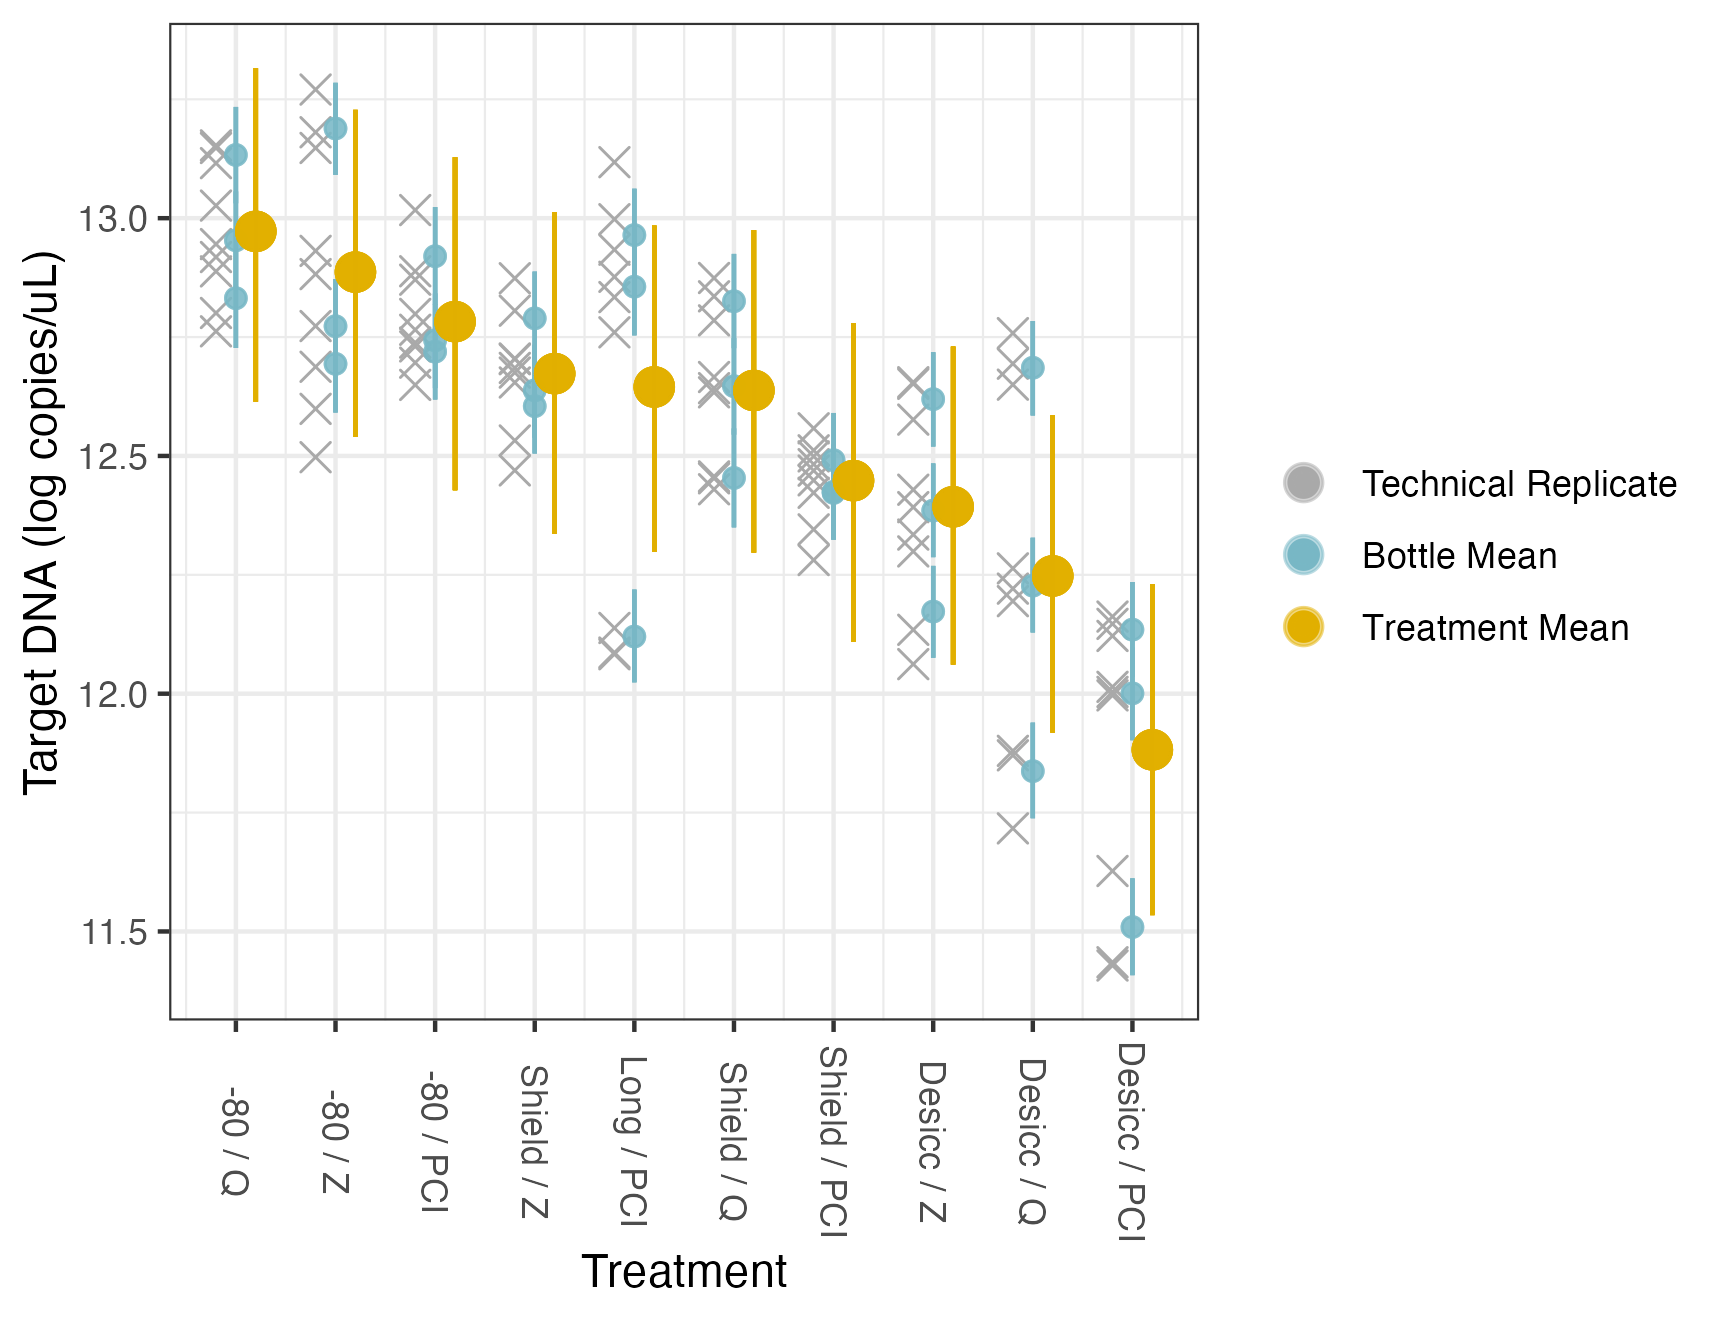 Target DNA (log copies/uL)
13.0
12.5
12.0
11.5
-80 / Q
-80 / Z
-80 / PCI
Shield / Z
Long / PCI
Shield / Q
Shield / PCI
Desicc / Z
Desicc / Q
Desicc / PCI
Treatment
Technical Replicate
Bottle Mean
Treatment Mean